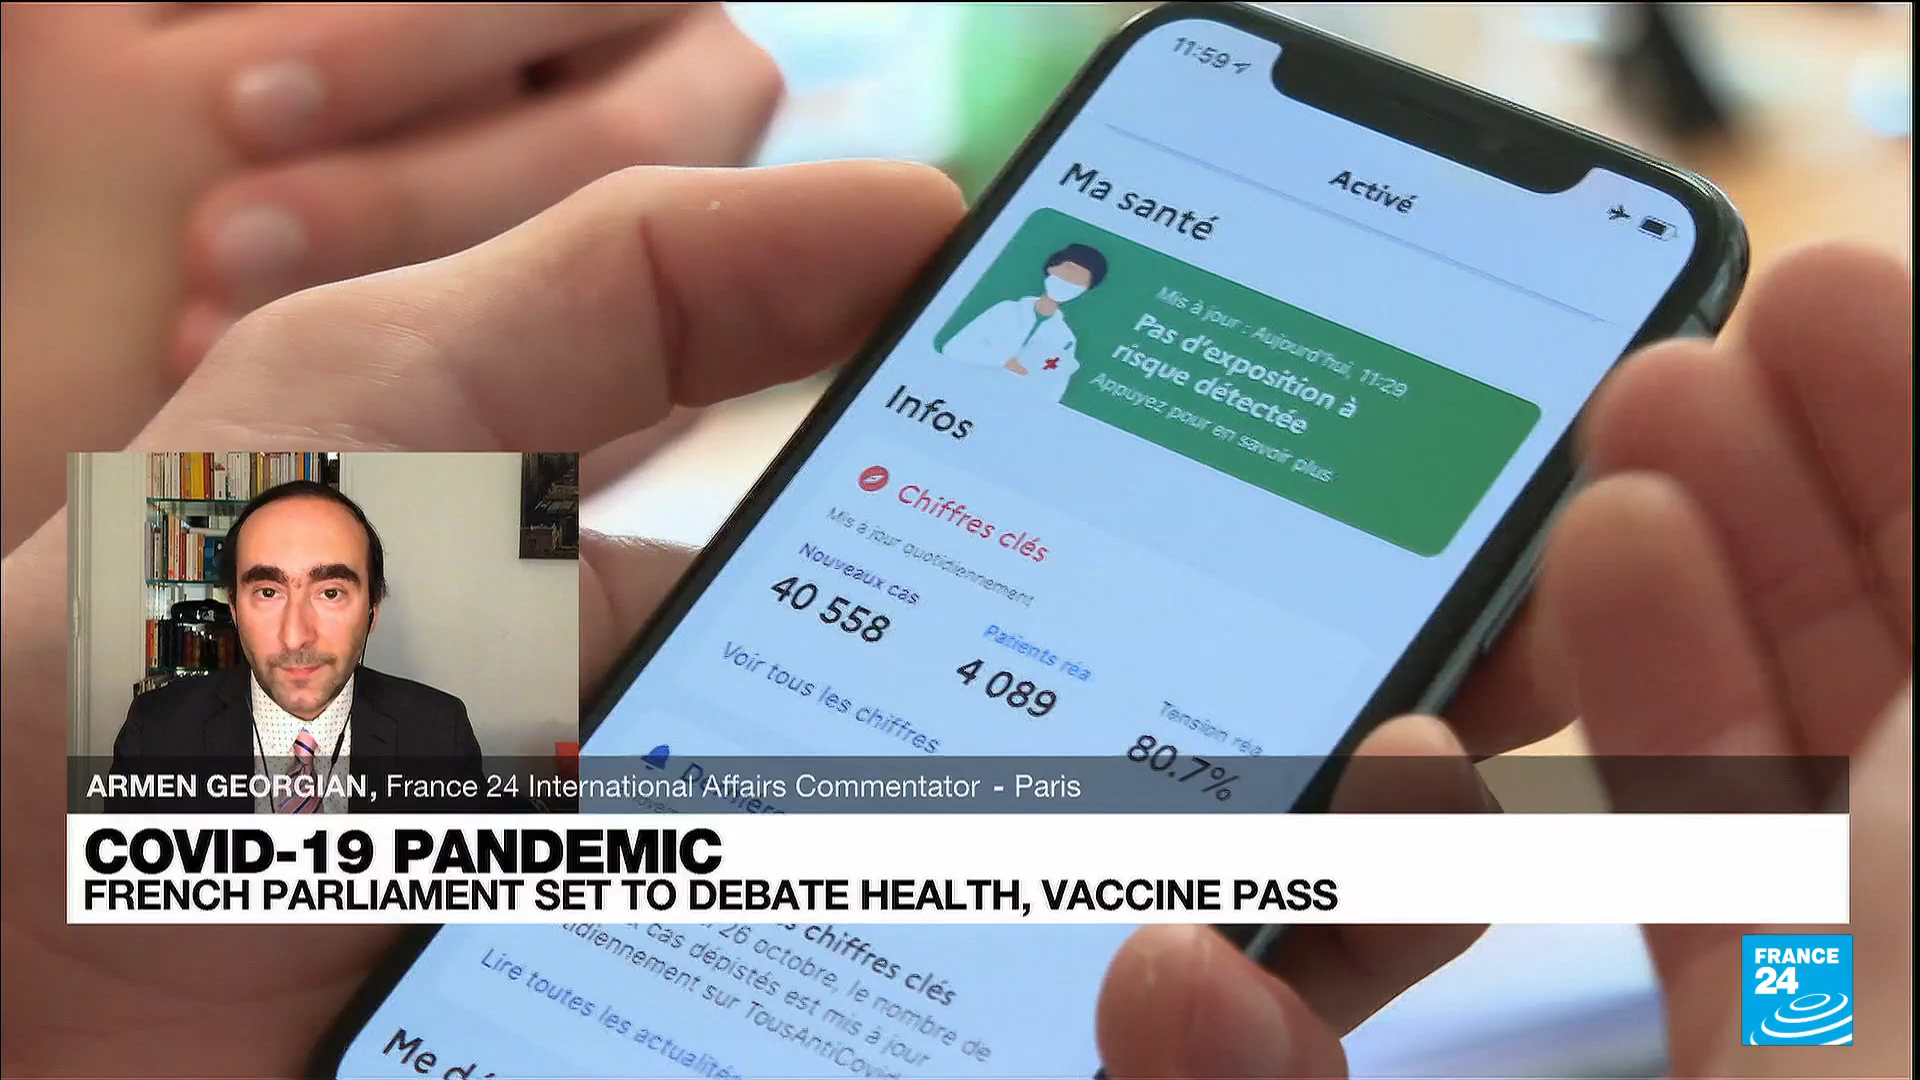 11:59
Activé
Ma santé
Mis à jour : Aujourd'hui, 11:29
Pas d'exposition à
risque détectée
Appuyez pour en savoir plus
Infos
Chiffres clés
Mis à jour quotidiennement
Nouveaux cas
40 558
Patients réa
4 089
Tension réa
80.7%
Voir tous les chiffres
ARMEN GEORGIAN, France 24 International Affairs Commentator - Paris
COVID-19 PANDEMIC
FRENCH PARLIAMENT SET TO DEBATE HEALTH, VACCINE PASS
chiffres clés
26 octobre, le nombre de
cas dépistés est mis à jour
sur TousAntiCovid
Lire toutes les actualités
FRANCE
24